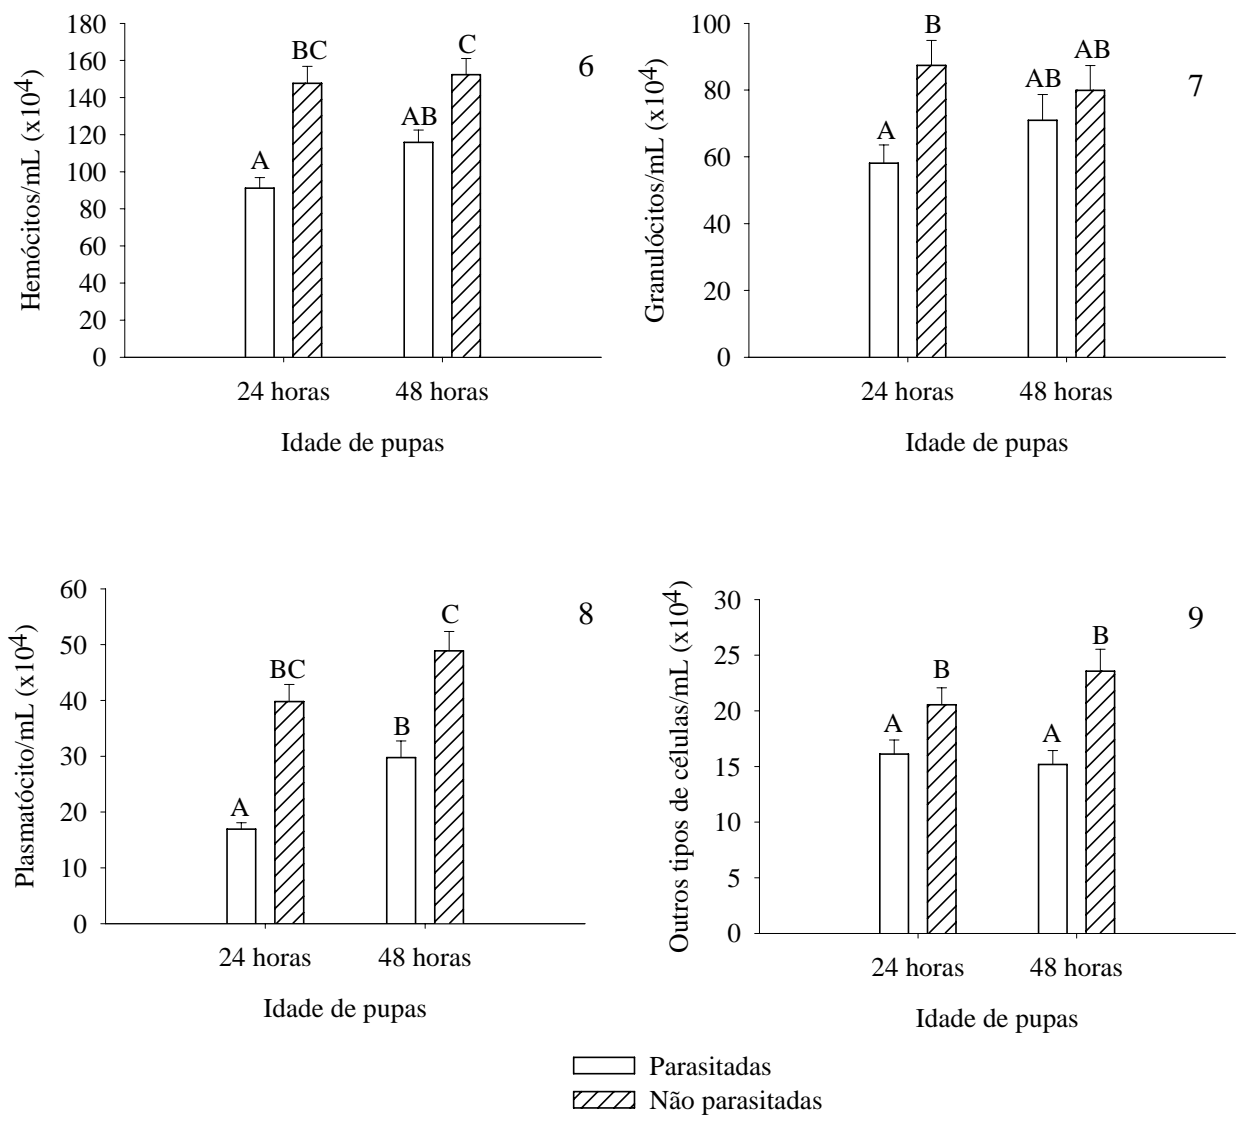 Hemócitos/mL (x10⁴)
180
160
140
120
100
80
60
40
20
0
A
BC
AB
C
6
24 horas
48 horas
Idade de pupas
Granulócitos/mL (x10⁴)
100
80
60
40
20
0
A
B
AB
AB
7
24 horas
48 horas
Idade de pupas
Plasmatócito/mL (x10⁴)
60
50
40
30
20
10
0
A
BC
B
C
8
24 horas
48 horas
Idade de pupas
Outros tipos de células/mL (x10⁴)
30
25
20
15
10
5
0
A
B
A
B
9
24 horas
48 horas
Idade de pupas
Parasitadas
Não parasitadas